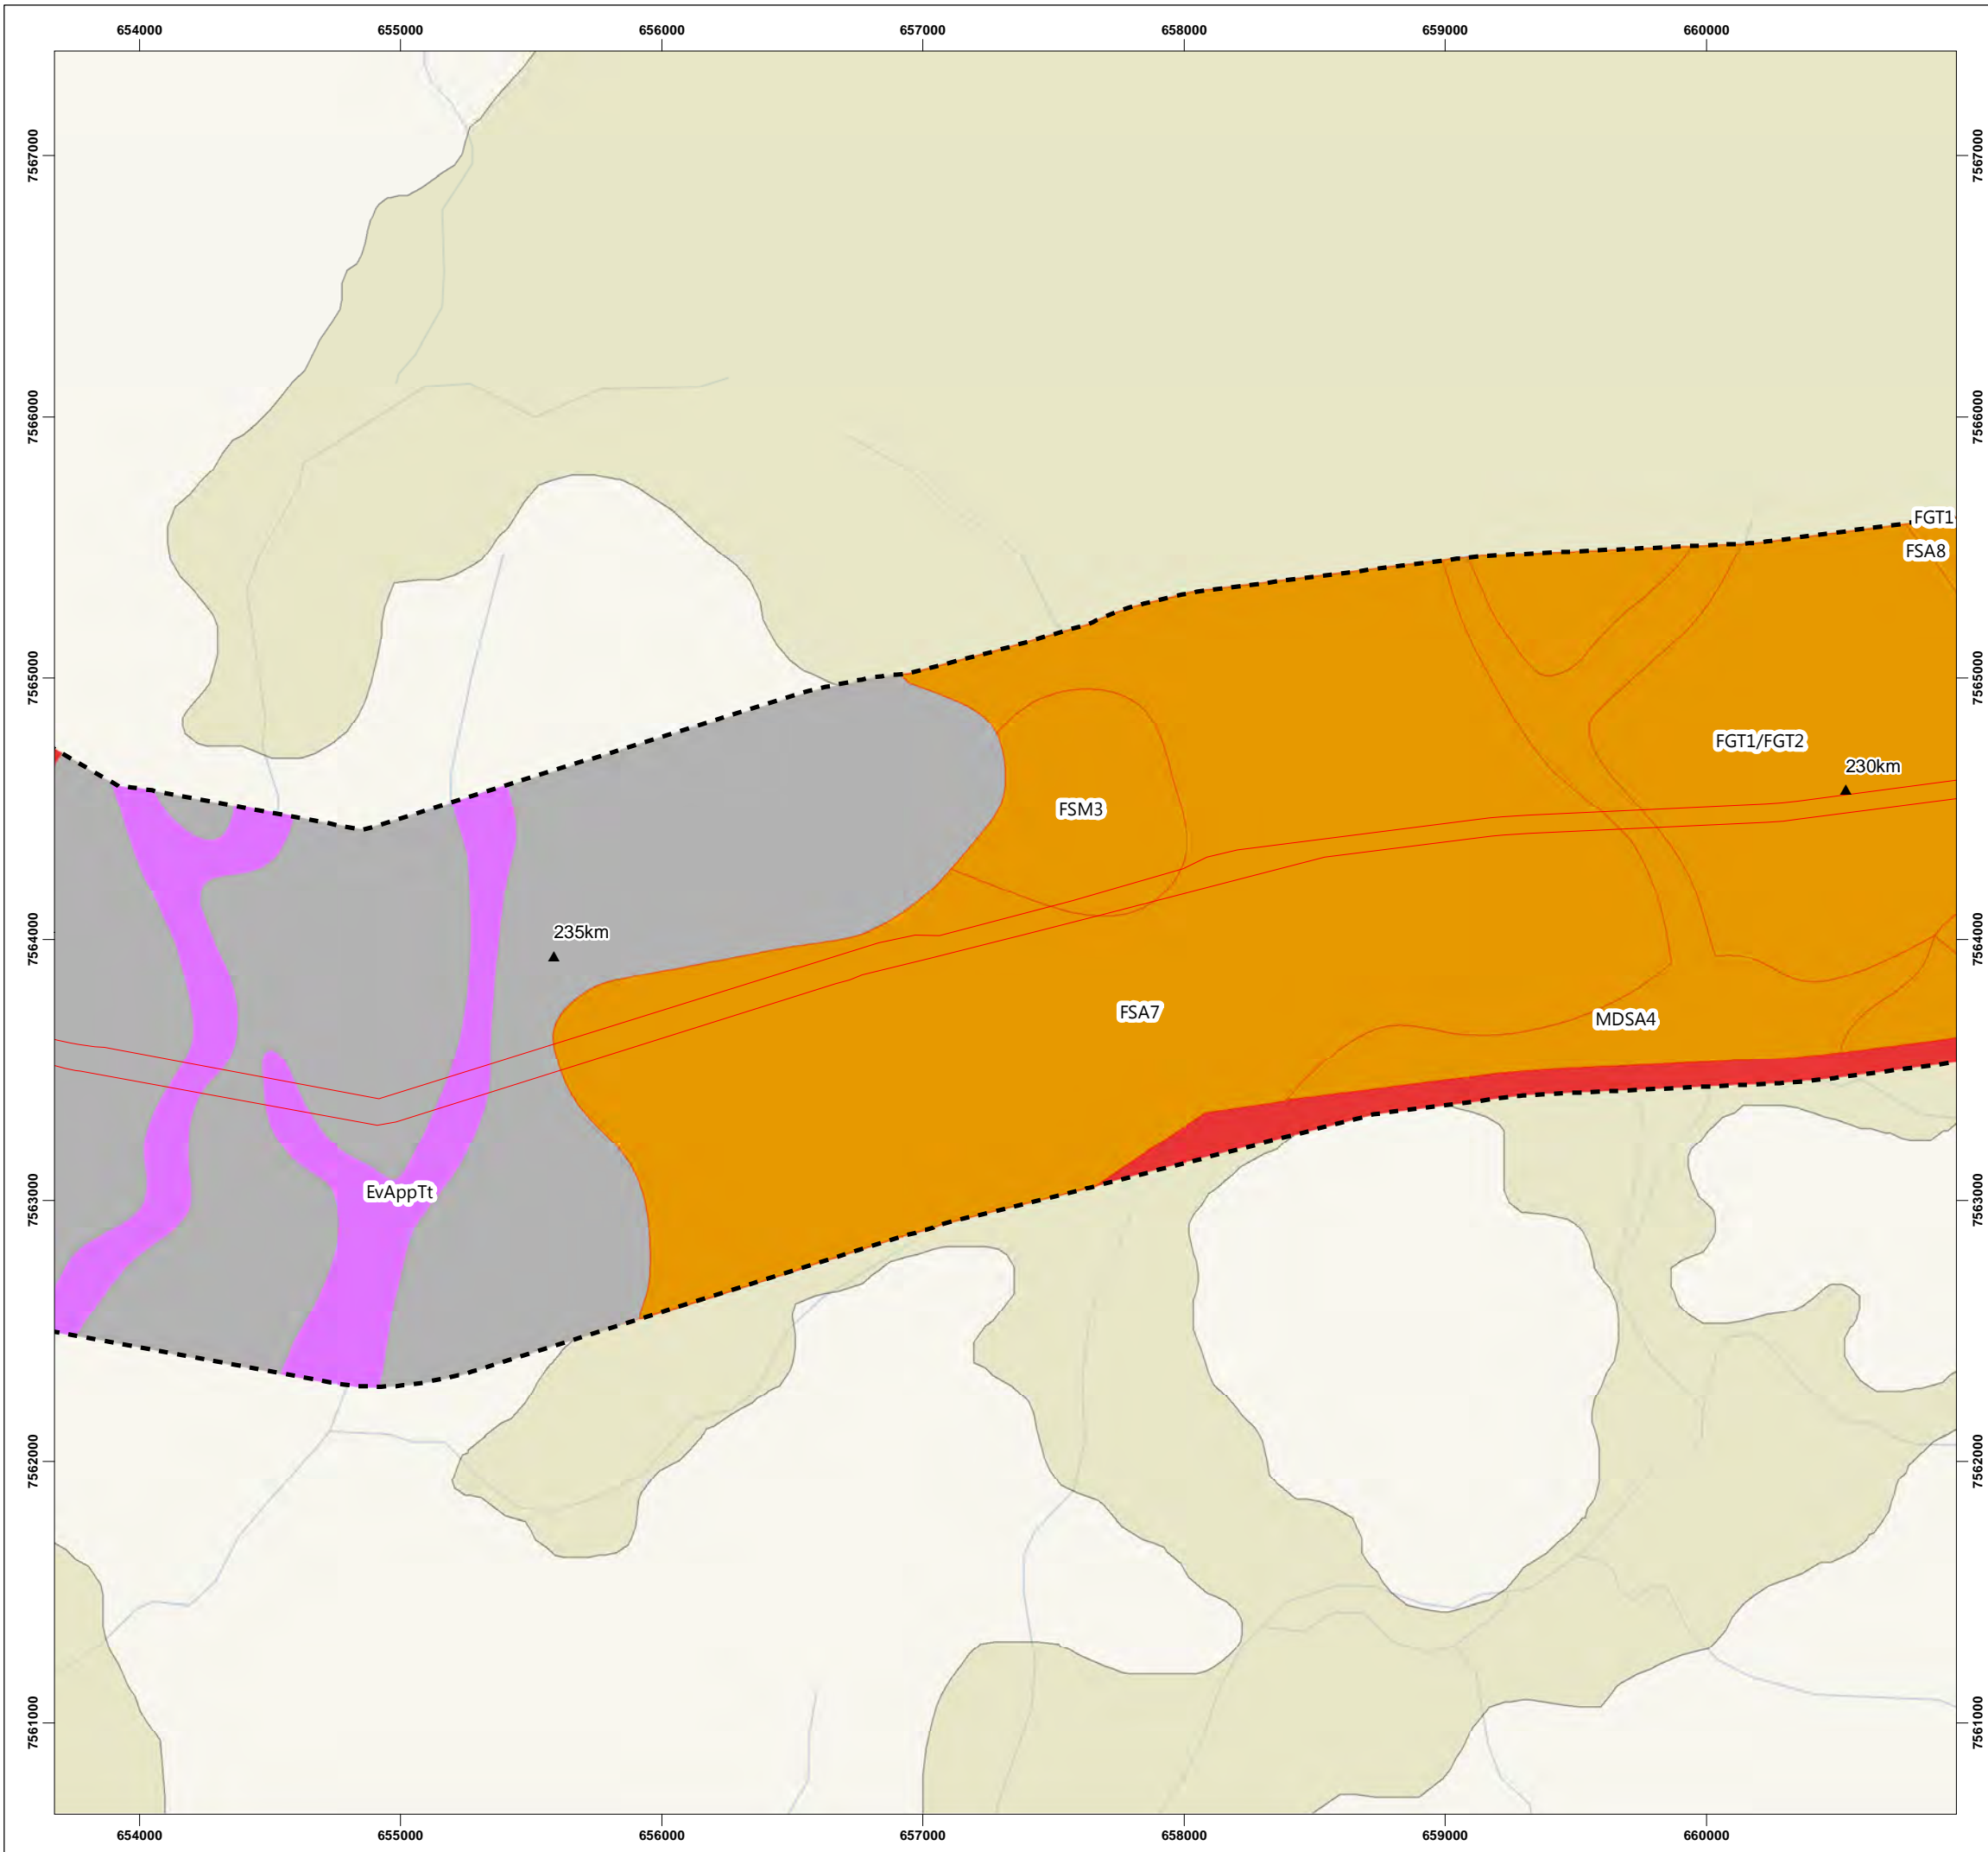 654000 655000 656000 657000 658000 659000 660000
7567000 7567000
7566000 7566000
FGT1
FSA8
7565000 7565000
FGT1/FGT2
230km
FSM3
235km
7564000 7564000
FSA7
MDSA4
EvAppTt
7563000 7563000
7562000 7562000
7561000 7561000
654000 655000 656000 657000 658000 659000 660000